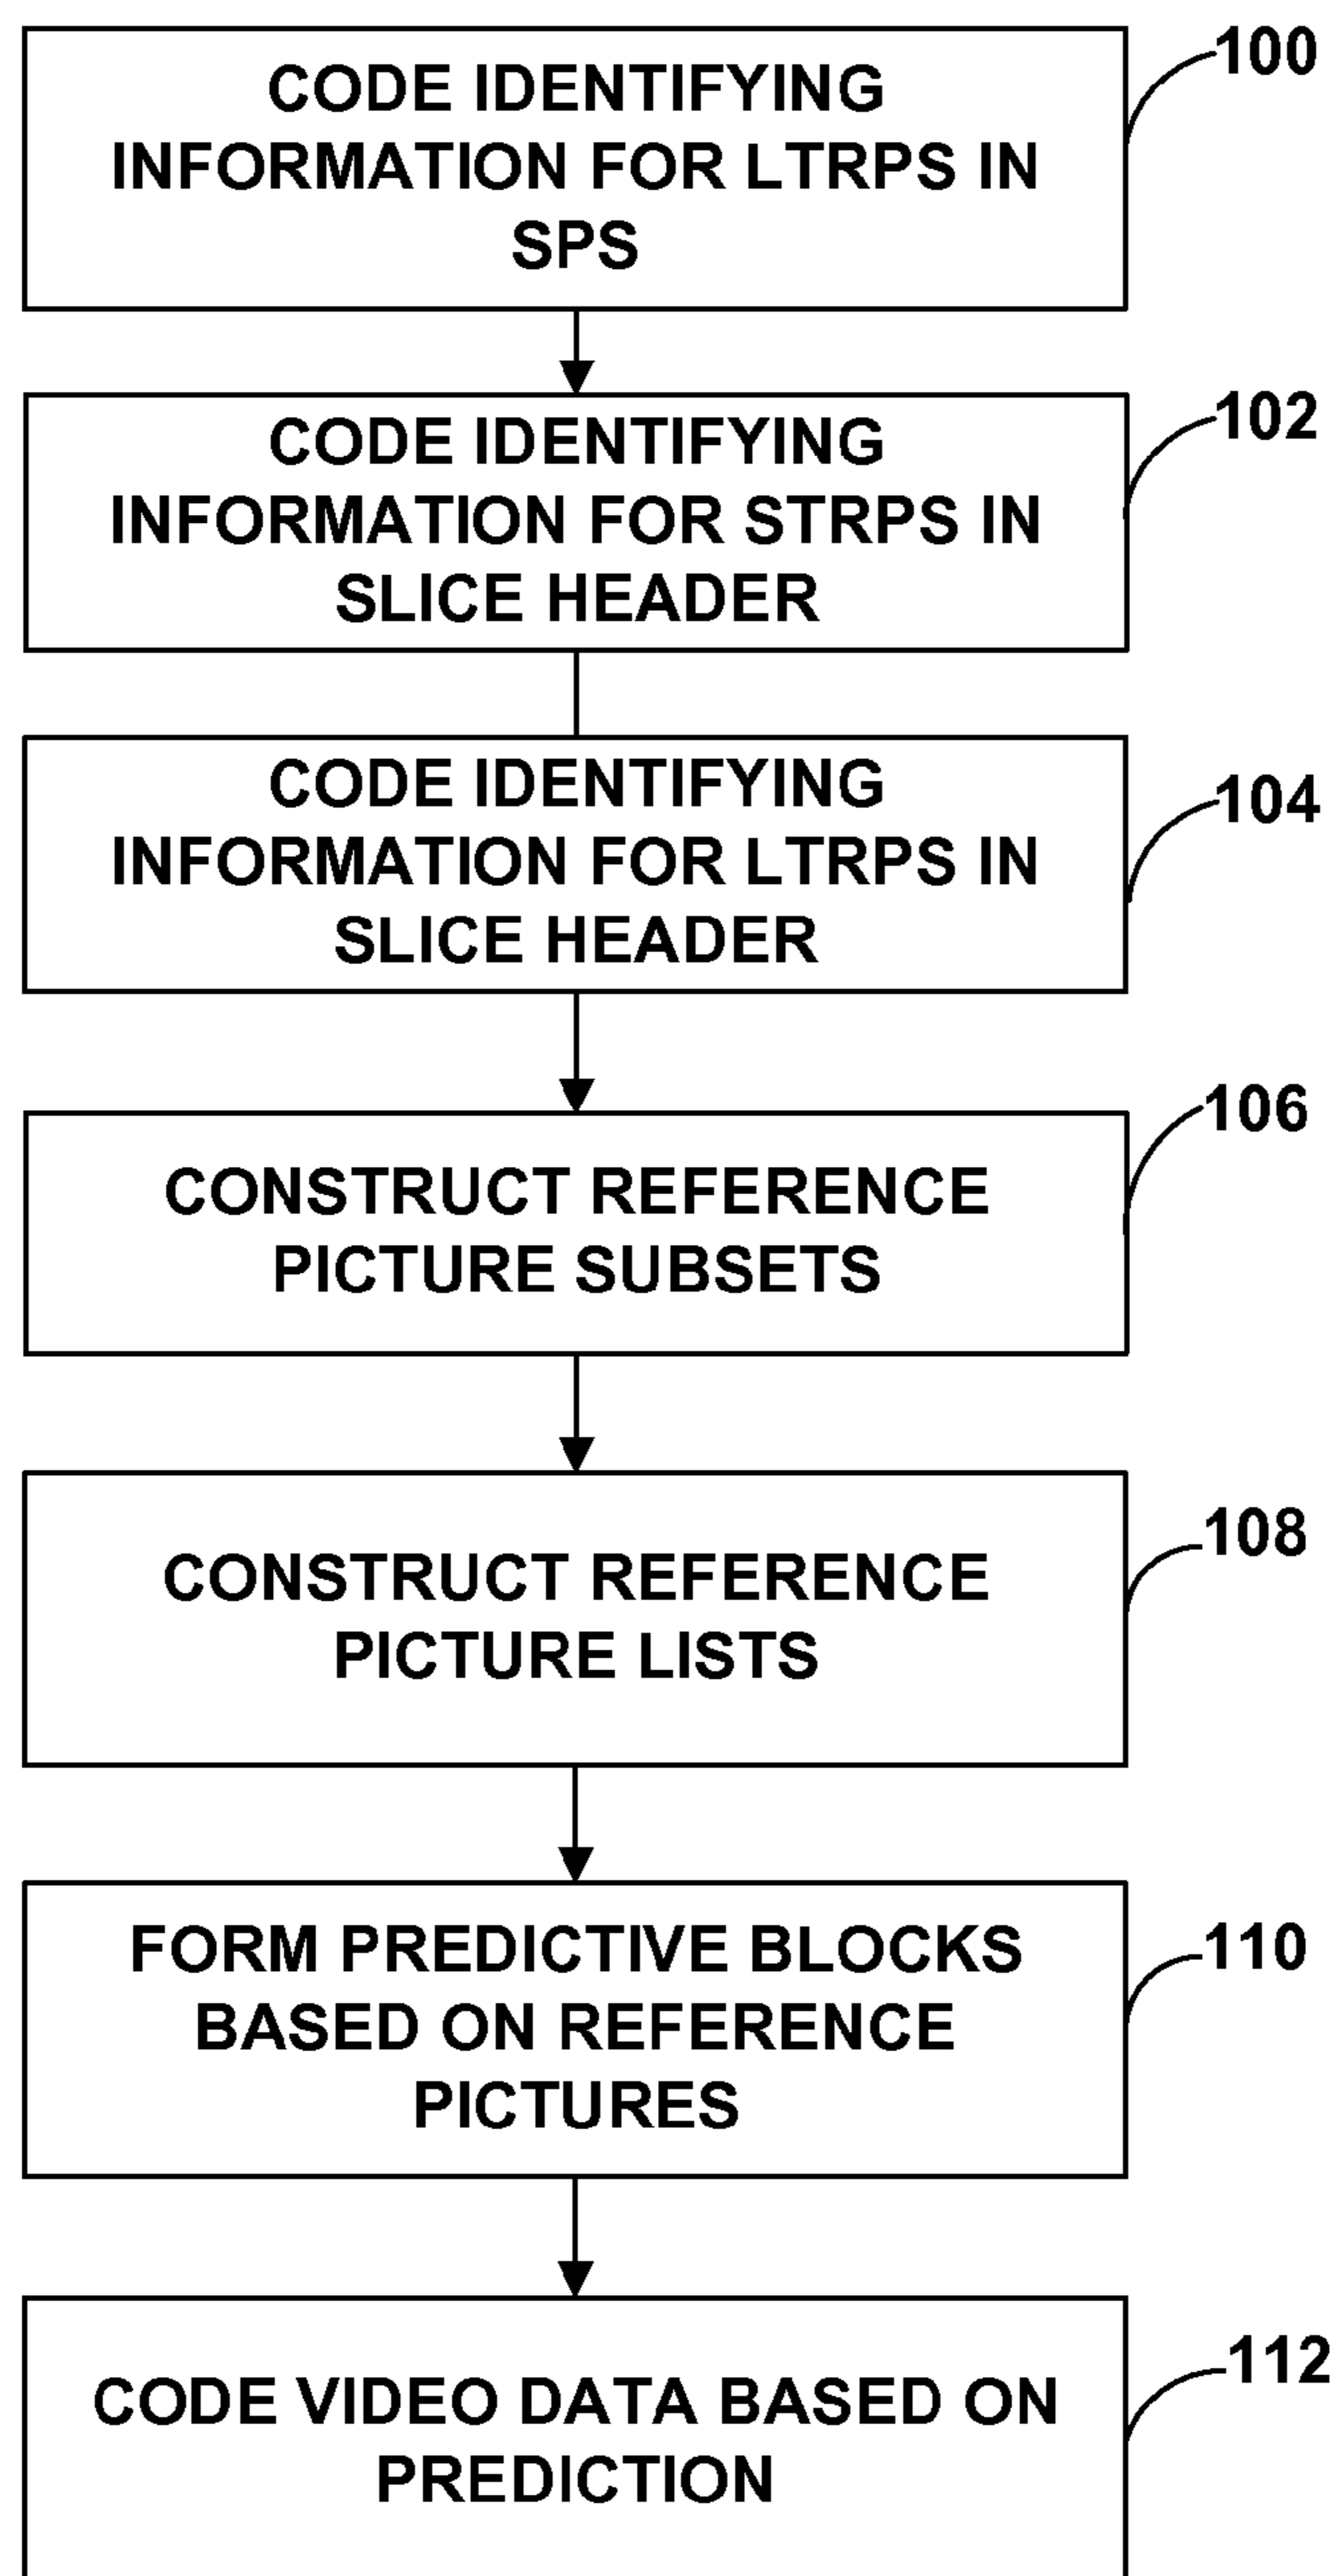 CODE IDENTIFYING
INFORMATION FOR LTRPS IN
SPS
100
CODE IDENTIFYING
INFORMATION FOR STRPS IN
SLICE HEADER
102
CODE IDENTIFYING
INFORMATION FOR LTRPS IN
SLICE HEADER
104
CONSTRUCT REFERENCE
PICTURE SUBSETS
106
CONSTRUCT REFERENCE
PICTURE LISTS
108
FORM PREDICTIVE BLOCKS
BASED ON REFERENCE
PICTURES
110
CODE VIDEO DATA BASED ON
PREDICTION
112